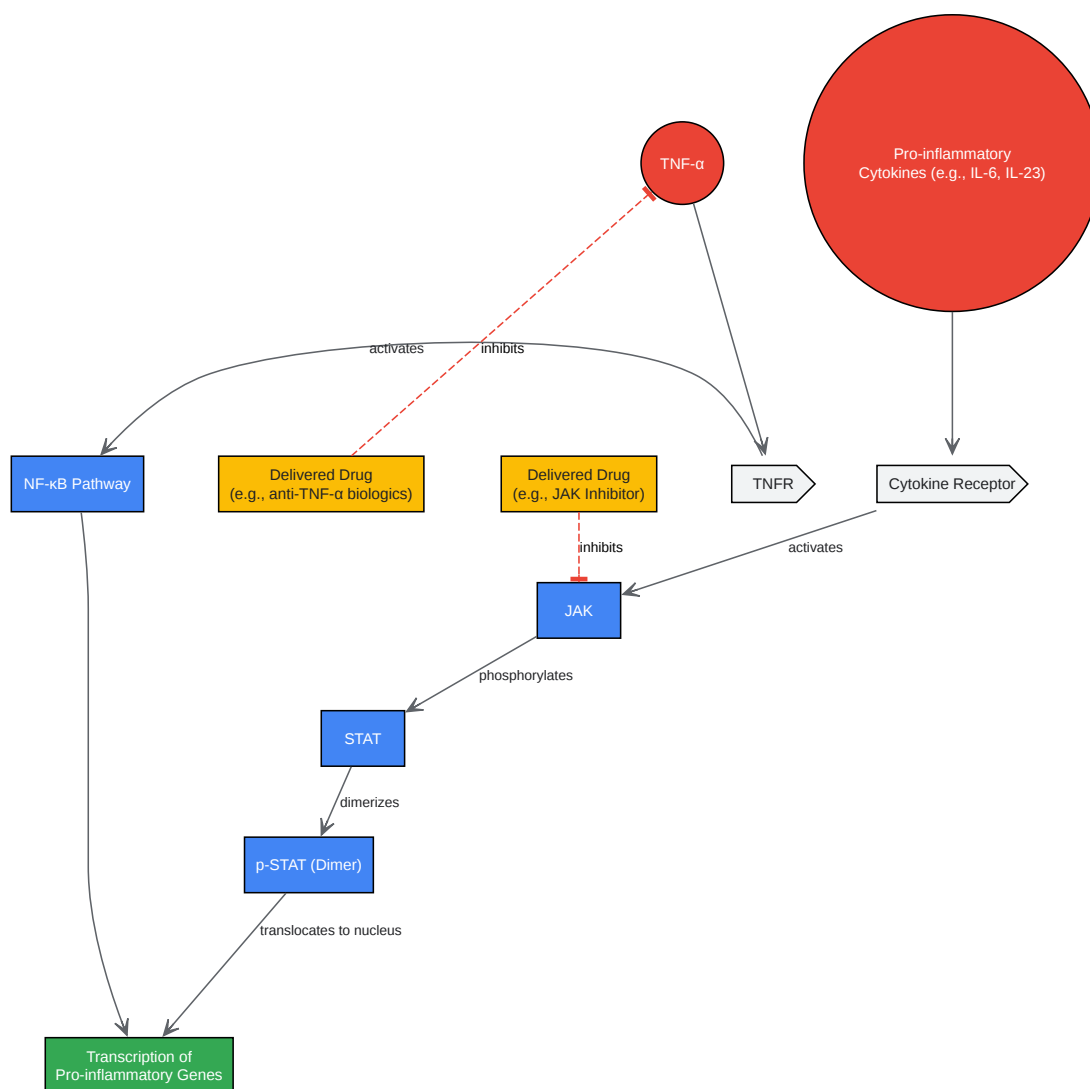 Pro-inflammatory
Cytokines (e.g., IL-6, IL-23)
TNF-α
activates
inhibits
NF-κB Pathway
Delivered Drug
(e.g., anti-TNF-α biologics)
Delivered Drug
(e.g., JAK Inhibitor)
TNFR
Cytokine Receptor
inhibits
activates
JAK
phosphorylates
STAT
dimerizes
p-STAT (Dimer)
translocates to nucleus
Transcription of
Pro-inflammatory Genes